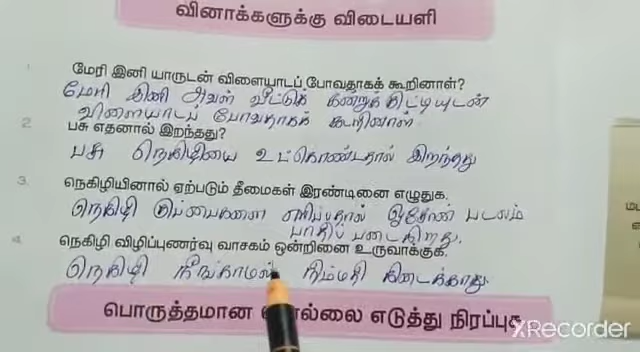 வினாக்களுக்கு விடையளி
1. மேரி இனி யாருடன் விளையாடப் போவதாகக் கூறினாள்?
மேரி இனி அவள் வீட்டுக் கன்றுக்குட்டியுடன்
விளையாடப் போவதாகக் கூறினாள்
2. பசு எதனால் இறந்தது?
பசு நெகிழியை உட்கொண்டதால் இறந்தது
3. நெகிழியினால் ஏற்படும் தீமைகள் இரண்டினை எழுதுக.
நெகிழி குப்பைகளை எரிப்பதால் ஓசோன் படலம்
பாதிப் படைகிறது.
4. நெகிழி விழிப்புணர்வு வாசகம் ஒன்றினை உருவாக்குக.
நெகிழி நீங்காமல் நிம்மதி கிடைக்காது.
பொருத்தமான எடுத்து நிரப்புக
XRecorder